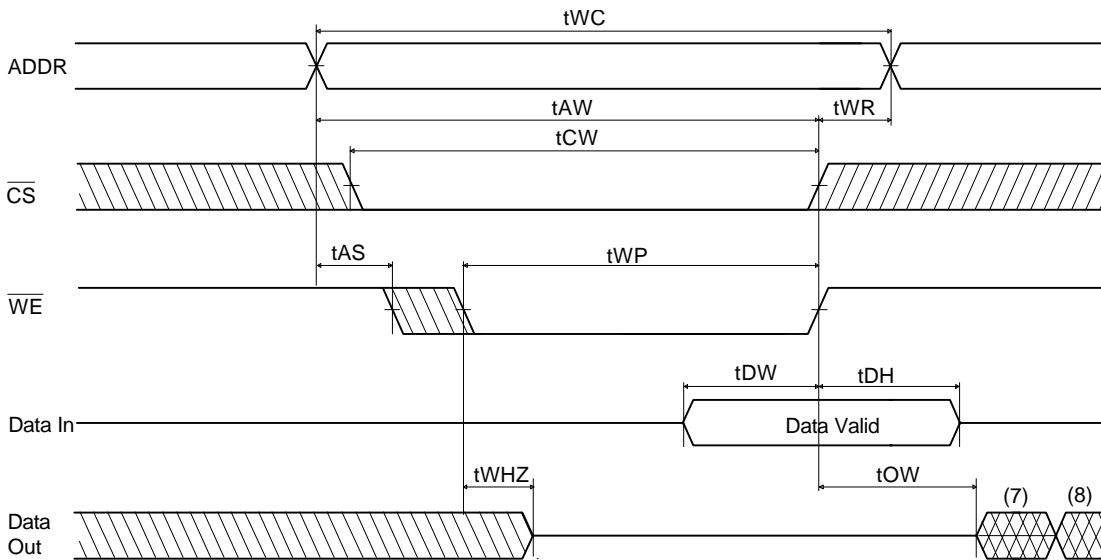 tWC
ADDR
tAW
tWR
tCW
CS
tAS
tWP
WE
tDW
tDH
Data In
Data Valid
tWHZ
tOW
(7)
(8)
Data
Out